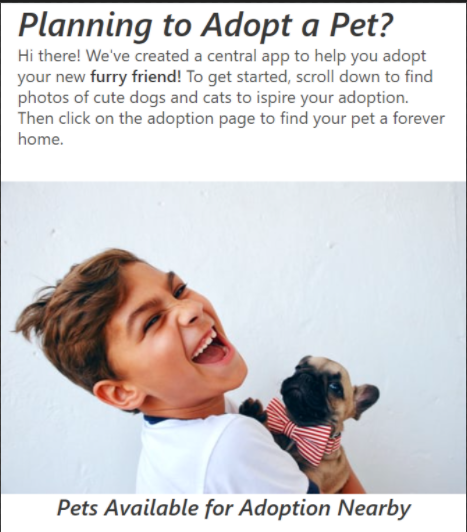 Planning to Adopt a Pet?
Hi there! We've created a central app to help you adopt
your new furry friend! To get started, scroll down to find
photos of cute dogs and cats to ispire your adoption.
Then click on the adoption page to find your pet a forever
home.
Pets Available for Adoption Nearby